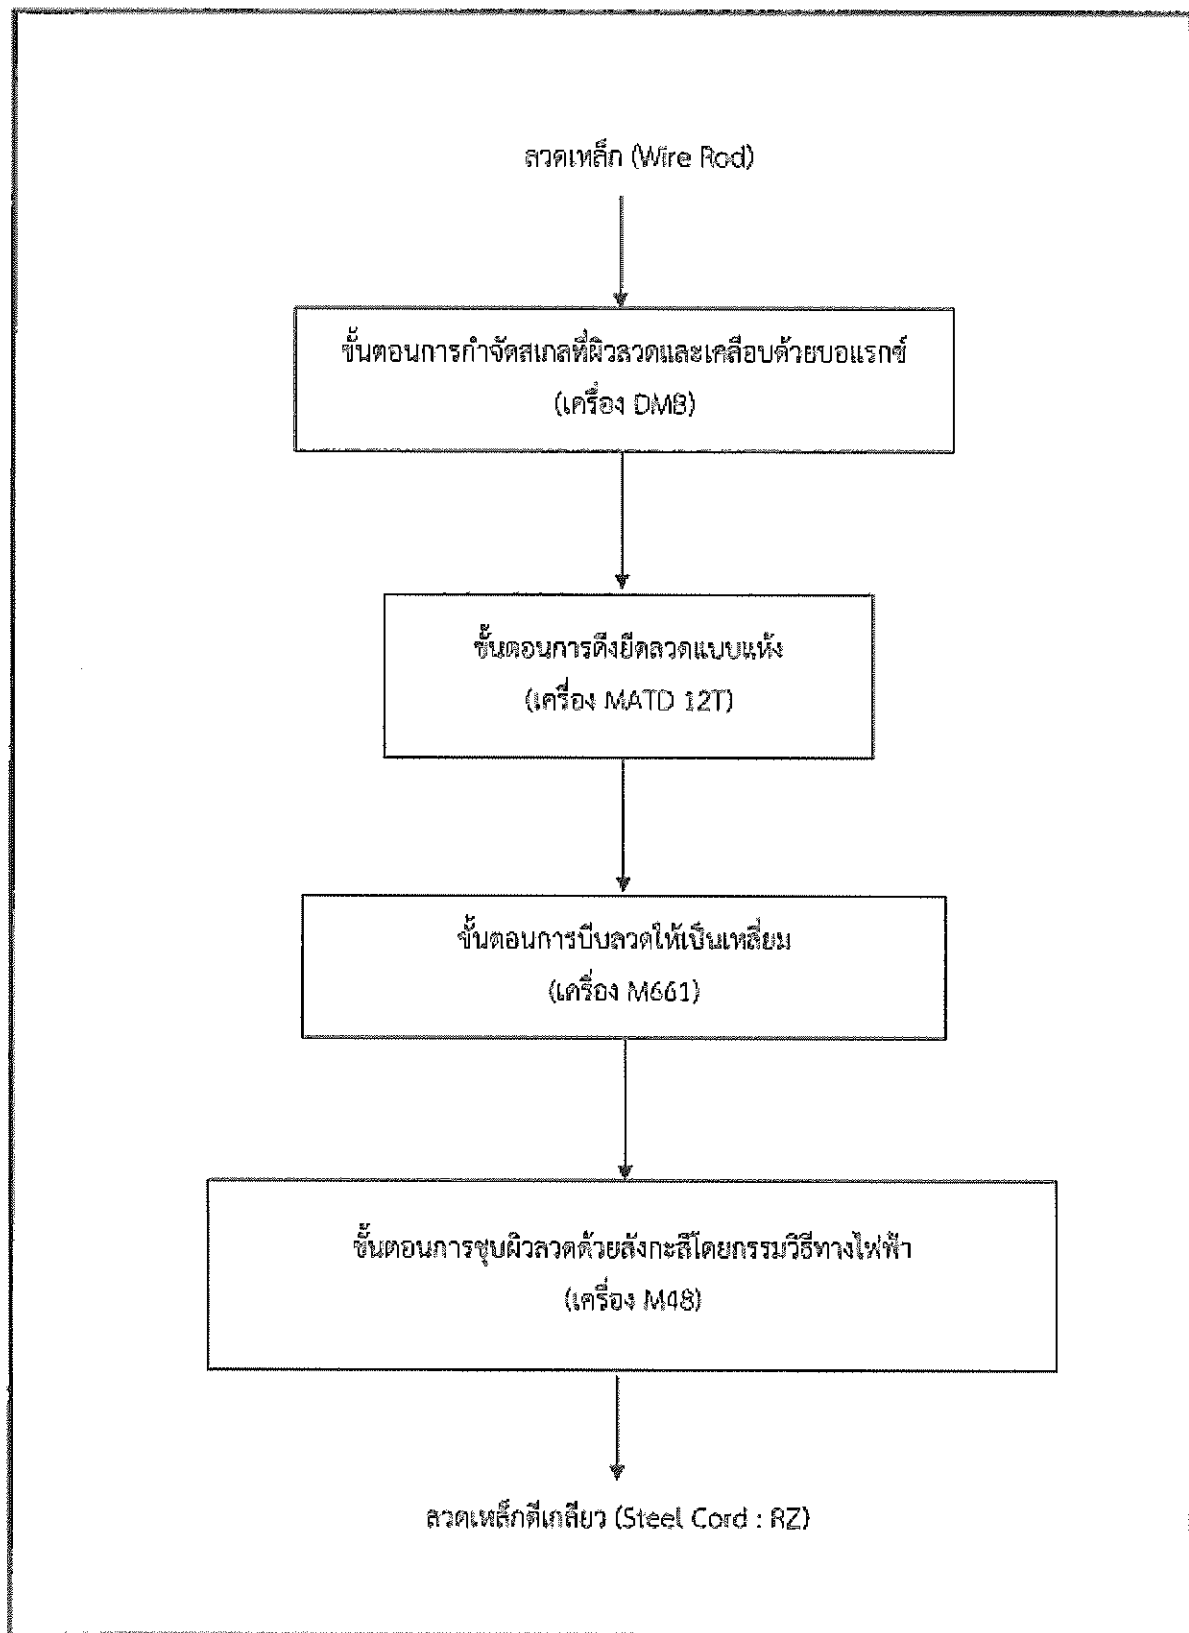 ลวดเหล็ก (Wire Rod)
ขั้นตอนการกำจัดสเกลที่ผิวลวดและเคลือบด้วยบอแรกซ์
(เครื่อง DMB)
ขั้นตอนการดึงยืดลวดแบบแห้ง
(เครื่อง MATD 12T)
ขั้นตอนการบีบลวดให้เป็นเหลี่ยม
(เครื่อง M661)
ขั้นตอนการชุบผิวลวดด้วยสังกะสีโดยกรรมวิธีทางไฟฟ้า
(เครื่อง M48)
ลวดเหล็กตีเกลียว (Steel Cord : RZ)